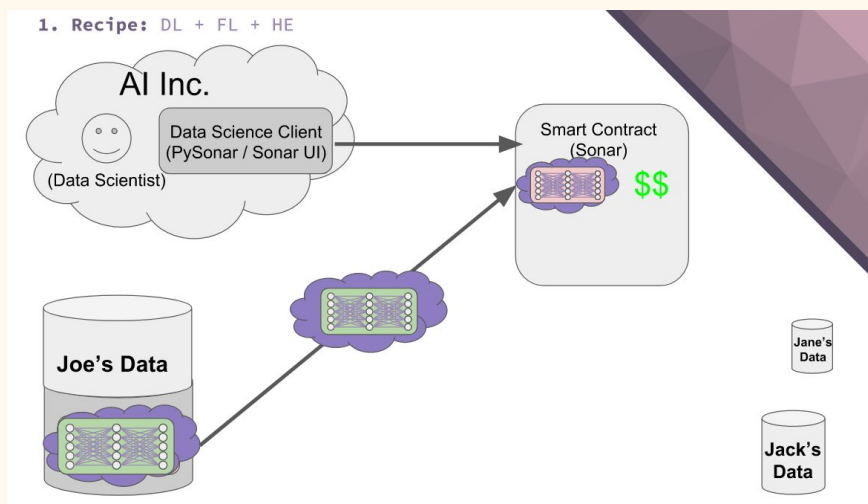 1. Recipe: DL + FL + HE
AI Inc.
Data Science Client
(PySonar / Sonar UI)
(Data Scientist)
Smart Contract
(Sonar)
$$
Joe's Data
Jane's
Data
Jack's
Data